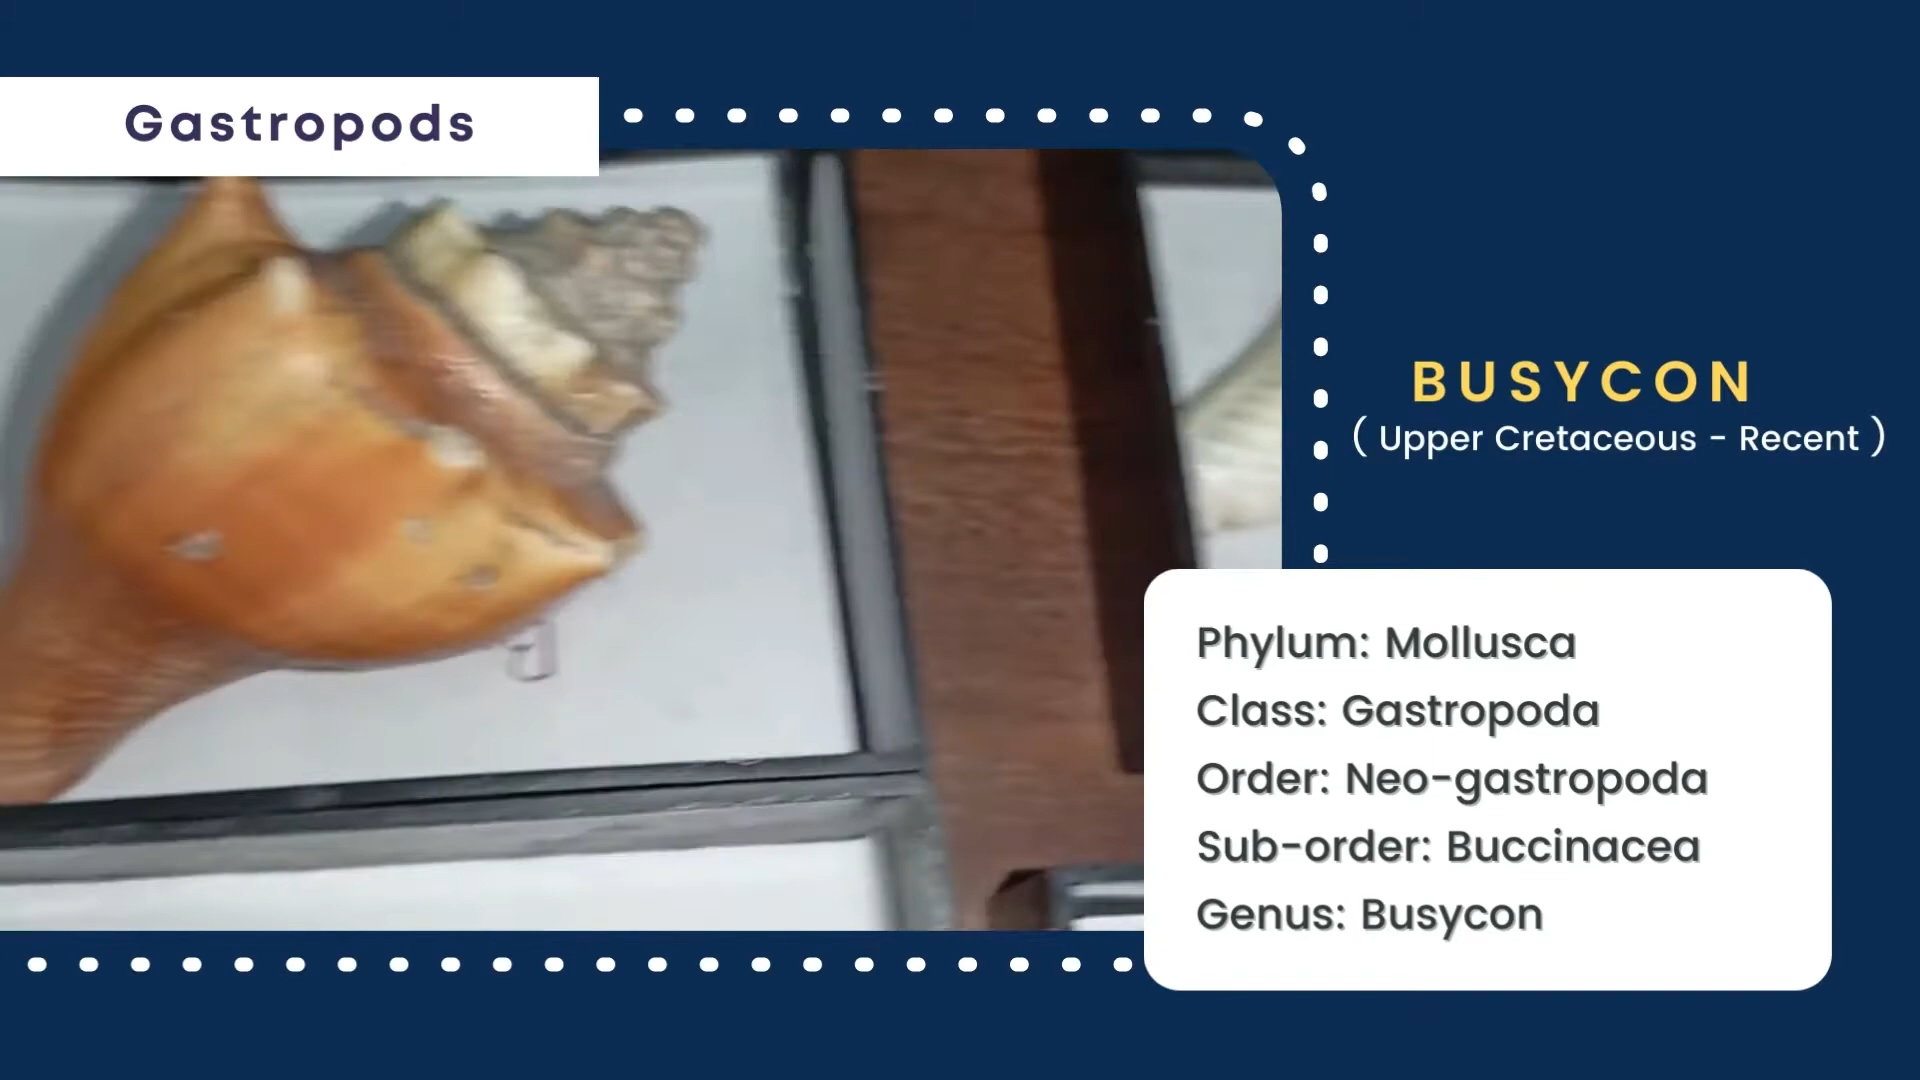 Gastropods
BUSYCON
( Upper Cretaceous - Recent )
Phylum: Mollusca
Class: Gastropoda
Order: Neo-gastropoda
Sub-order: Buccinacea
Genus: Busycon